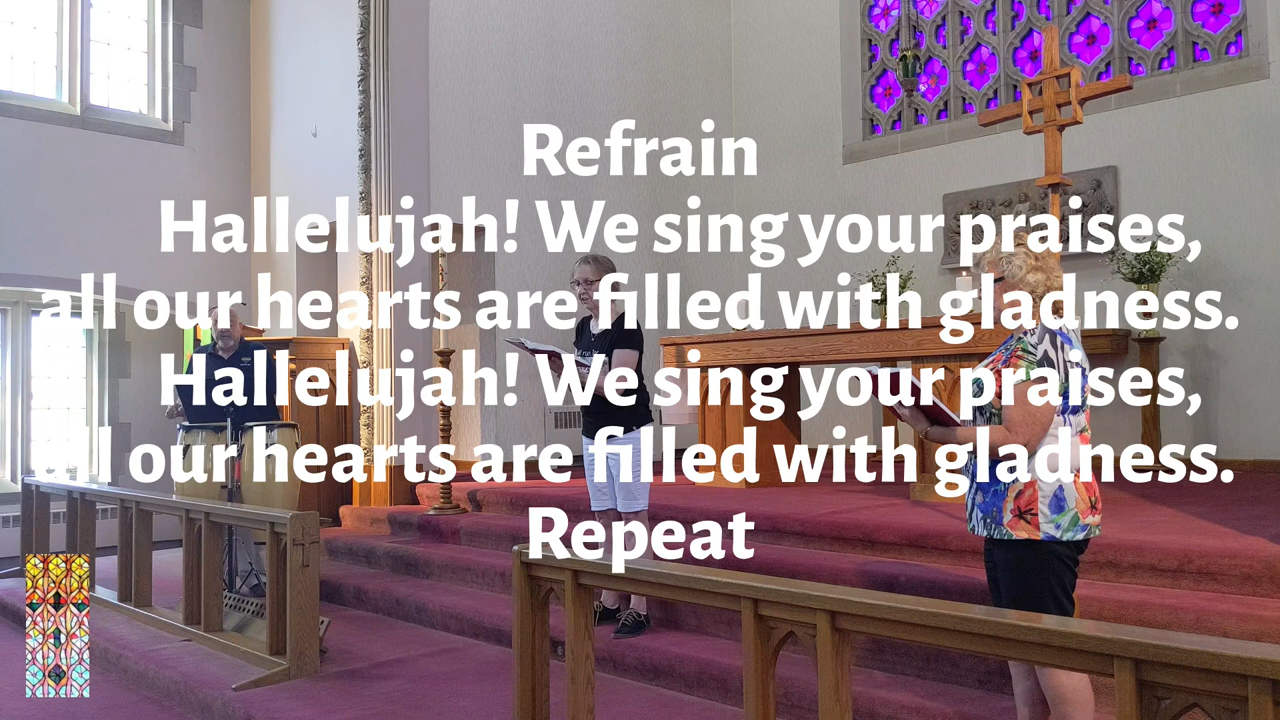 Refrain
Hallelujah! We sing your praises,
all our hearts are filled with gladness.
Hallelujah! We sing your praises,
all our hearts are filled with gladness.
Repeat